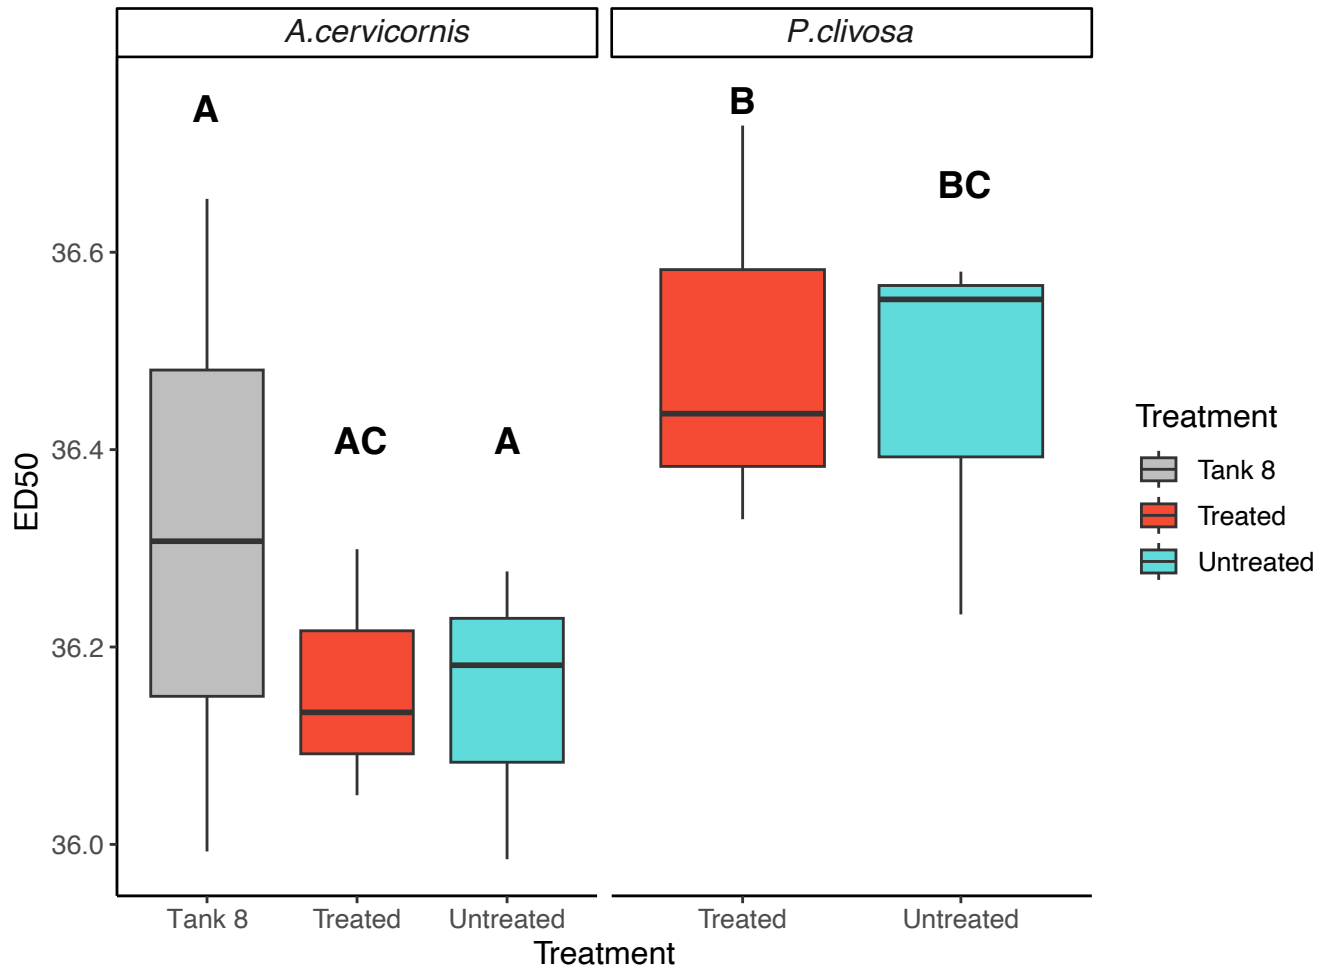 A.cervicornis
P.clivosa
A
B
BC
AC
A
36.6
36.4
36.2
36.0
ED50
Tank 8
Treated
Untreated
Treated
Untreated
Treatment
Treatment
Tank 8
Treated
Untreated